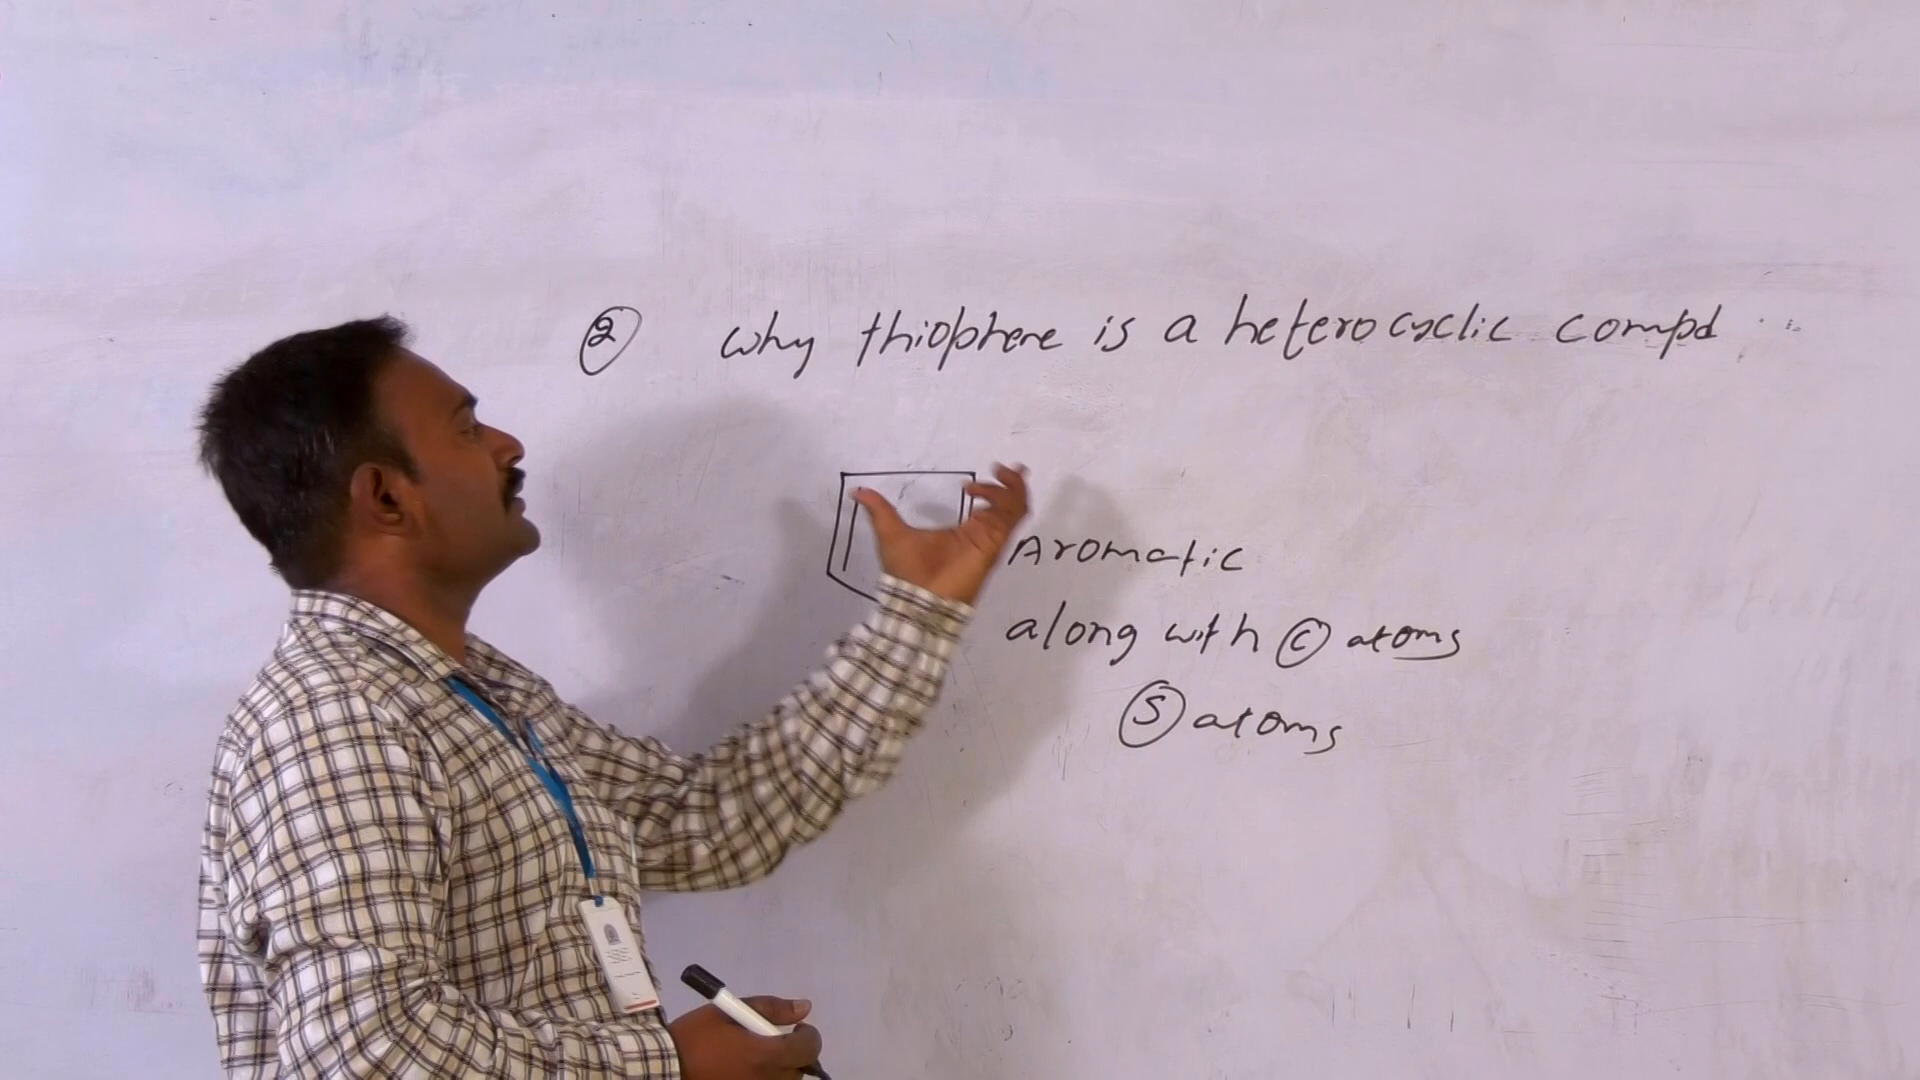 ② why thiophene is a heterocyclic compd
Aromatic
along with Ⓒ atoms
Ⓢ atoms